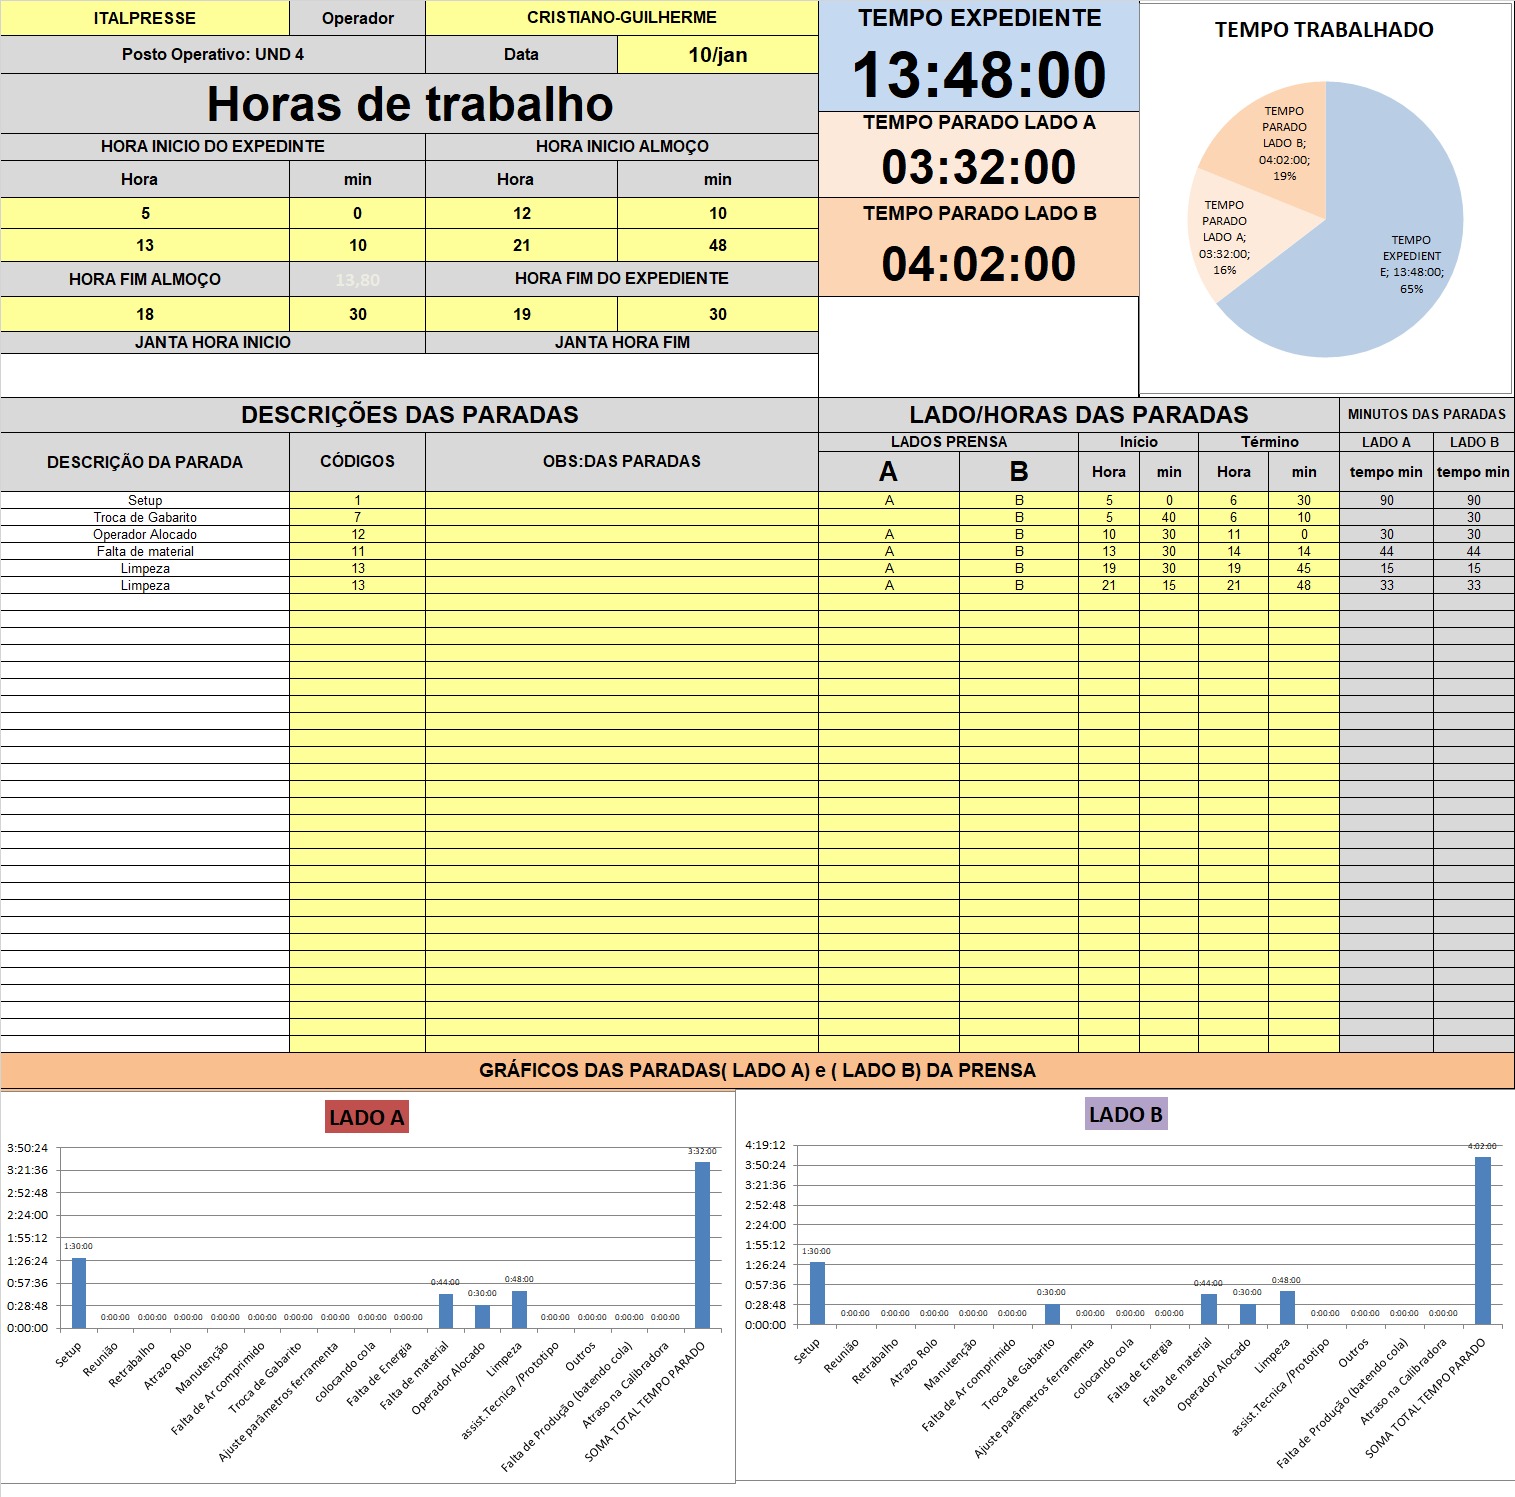 ITALPRESSE Operador CRISTIANO-GUILHERME
Posto Operativo: UND 4 Data 10/jan
Horas de trabalho
HORA INICIO DO EXPEDINTE HORA INICIO ALMOÇO
Hora min Hora min
5 0 12 10
13 10 21 48
HORA FIM ALMOÇO 13,80 HORA FIM DO EXPEDIENTE
18 30 19 30
JANTA HORA INICIO JANTA HORA FIM
TEMPO EXPEDIENTE
13:48:00
TEMPO PARADO LADO A
03:32:00
TEMPO PARADO LADO B
04:02:00
TEMPO TRABALHADO
TEMPO
PARADO
LADO B;
04:02:00;
19%
TEMPO
PARADO
LADO A;
03:32:00;
16%
TEMPO
EXPEDIENT
E; 13:48:00;
65%
DESCRIÇÕES DAS PARADAS LADO/HORAS DAS PARADAS MINUTOS DAS PARADAS
DESCRIÇÃO DA PARADA CÓDIGOS OBS:DAS PARADAS
LADOS PRENSA Início Término LADO A LADO B
A B Hora min Hora min tempo min tempo min
Setup 1 A B 5 0 6 30 90 90
Troca de Gabarito 7 B 5 40 6 10 30
Operador Alocado 12 A B 10 30 11 0 30 30
Falta de material 11 A B 13 30 14 14 44 44
Limpeza 13 A B 19 30 19 45 15 15
Limpeza 13 A B 21 15 21 48 33 33
GRÁFICOS DAS PARADAS( LADO A) e ( LADO B) DA PRENSA
LADO A
3:50:24
3:21:36
2:52:48
2:24:00
1:55:12
1:26:24
0:57:36
0:28:48
0:00:00
1:30:00 0:00:00 0:00:00 0:00:00 0:00:00 0:00:00 0:00:00 0:00:00 0:00:00 0:00:00 0:44:00 0:30:00 0:48:00 0:00:00 0:00:00 0:00:00 0:00:00 3:32:00
Setup
Reunião
Retrabalho
Atrazo Rolo
Manutenção
Falta de Ar comprimido
Troca de Gabarito
Ajuste parâmetros ferramenta
colocando cola
Falta de Energia
Falta de material
Operador Alocado
Limpeza
assist.Tecnica /Prototipo
Outros
Falta de Produção (batendo cola)
Atraso na Calibradora
SOMA TOTAL TEMPO PARADO
LADO B
4:19:12
3:50:24
3:21:36
2:52:48
2:24:00
1:55:12
1:26:24
0:57:36
0:28:48
0:00:00
1:30:00 0:00:00 0:00:00 0:00:00 0:00:00 0:00:00 0:30:00 0:00:00 0:00:00 0:00:00 0:44:00 0:30:00 0:48:00 0:00:00 0:00:00 0:00:00 0:00:00 4:02:00
Setup
Reunião
Retrabalho
Atrazo Rolo
Manutenção
Falta de Ar comprimido
Troca de Gabarito
Ajuste parâmetros ferramenta
colocando cola
Falta de Energia
Falta de material
Operador Alocado
Limpeza
assist.Tecnica /Prototipo
Outros
Falta de Produção (batendo cola)
Atraso na Calibradora
SOMA TOTAL TEMPO PARADO